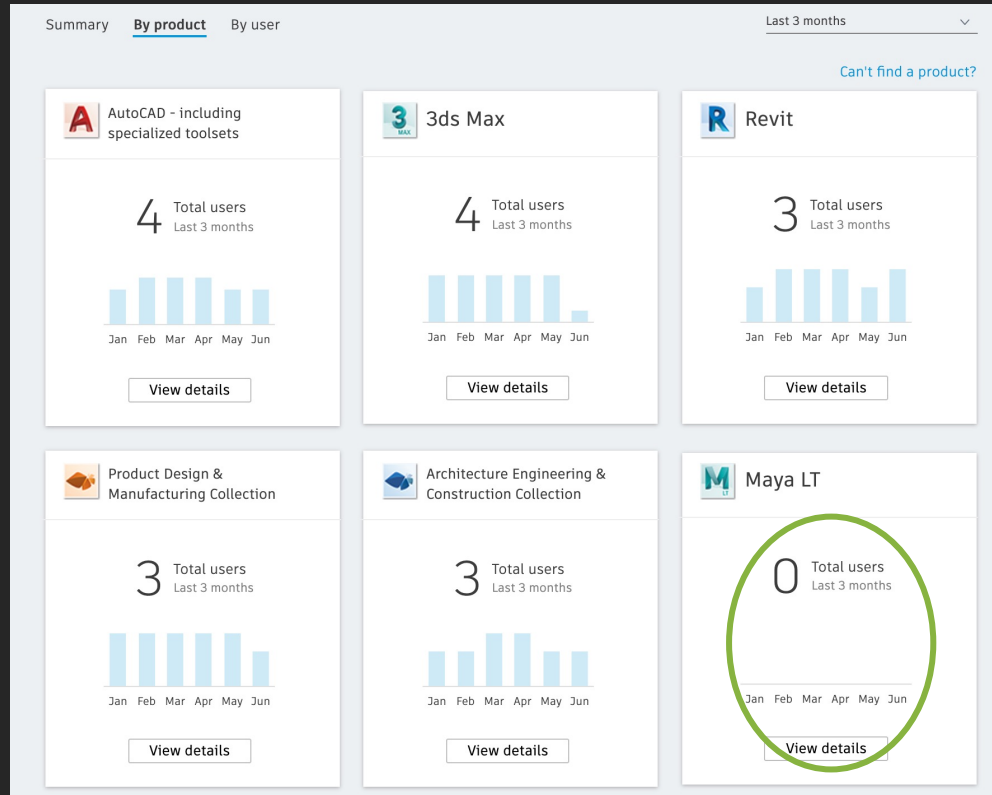 Summary By product By user
Last 3 months
Can't find a product?
A
AutoCAD - including
specialized toolsets
4 Total users
Last 3 months
Jan Feb Mar Apr May Jun
View details
3
MAX
3ds Max
4 Total users
Last 3 months
Jan Feb Mar Apr May Jun
View details
R
Revit
3 Total users
Last 3 months
Jan Feb Mar Apr May Jun
View details
Product Design &
Manufacturing Collection
3 Total users
Last 3 months
Jan Feb Mar Apr May Jun
View details
Architecture Engineering &
Construction Collection
3 Total users
Last 3 months
Jan Feb Mar Apr May Jun
View details
M
LT
Maya LT
0 Total users
Last 3 months
Jan Feb Mar Apr May Jun
View details